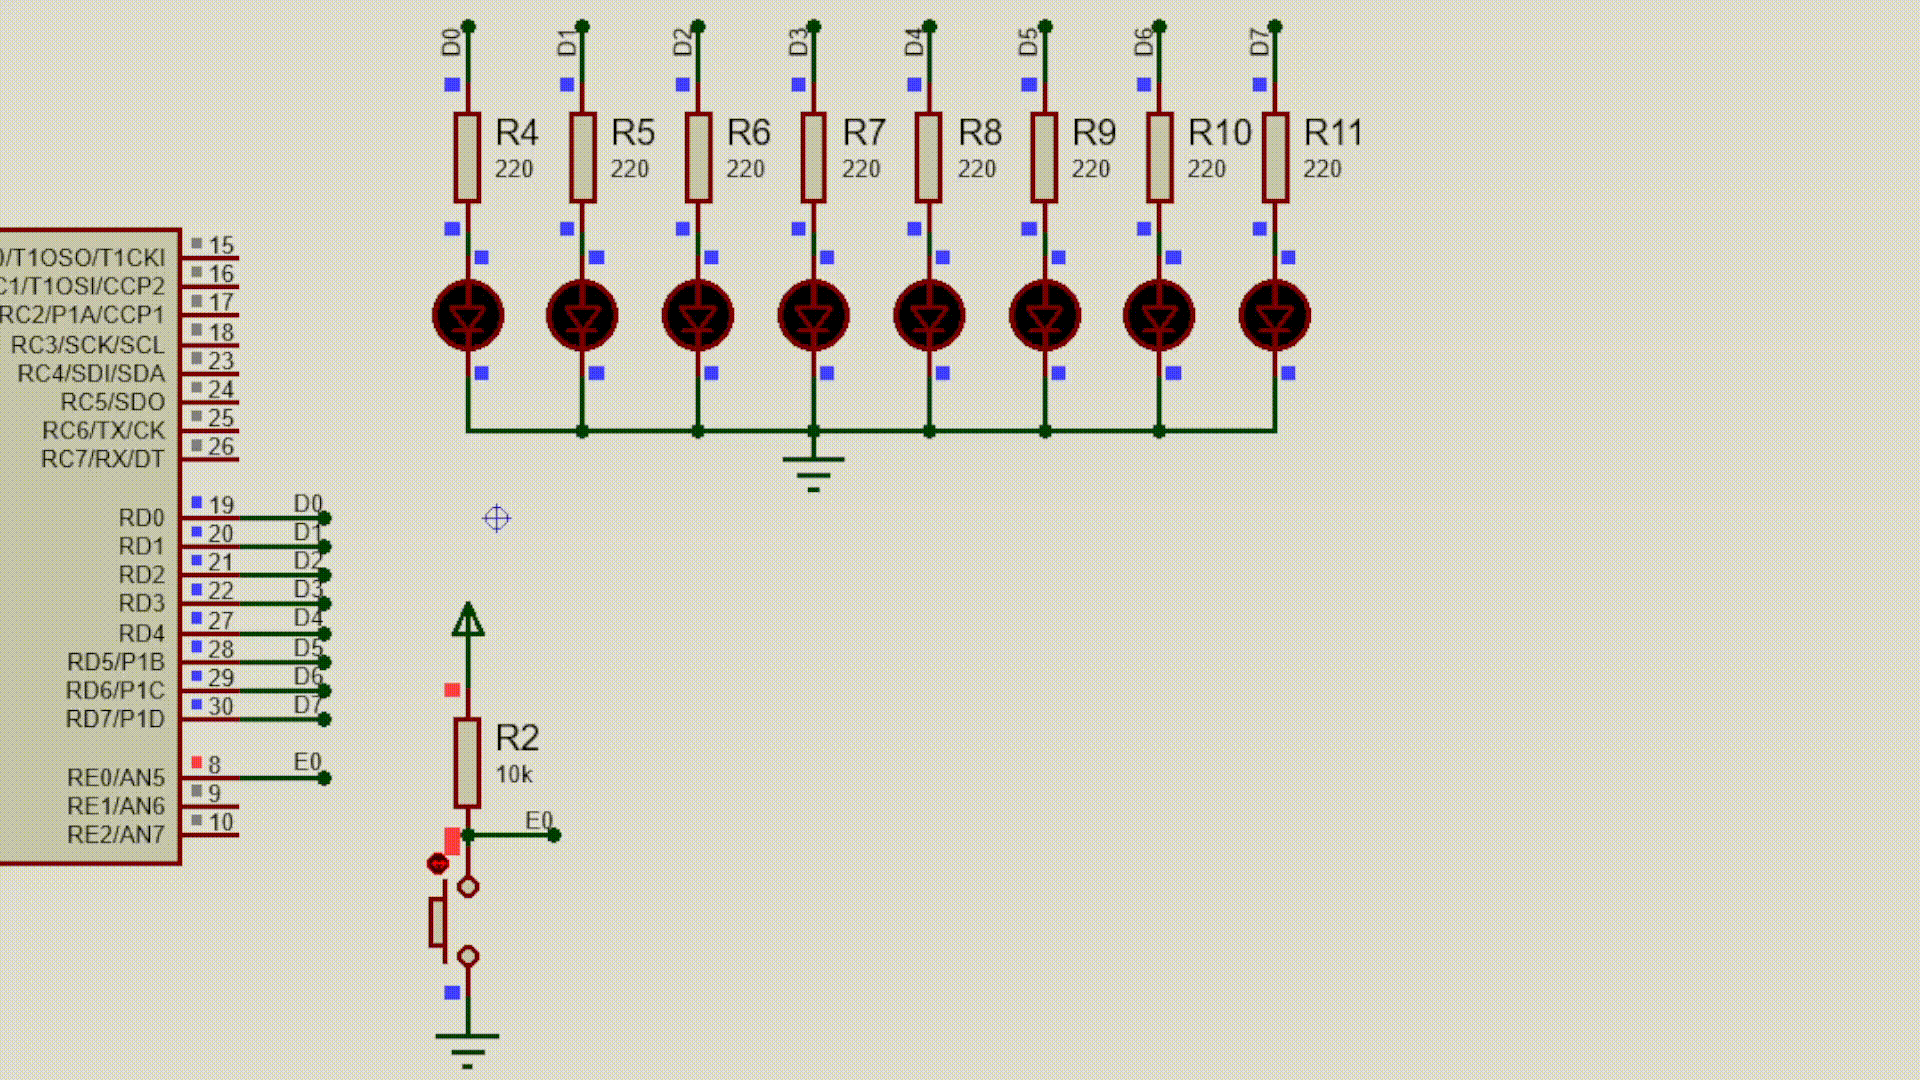 D0 D1 D2 D3 D4 D5 D6 D7
R4 R5 R6 R7 R8 R9 R10 R11
220 220 220 220 220 220 220 220
0/T1OSO/T1CKI 15
C1/T1OSI/CCP2 16
RC2/P1A/CCP1 17
RC3/SCK/SCL 18
RC4/SDI/SDA 23
RC5/SDO 24
RC6/TX/CK 25
RC7/RX/DT 26
RD0 19 D0
RD1 20 D1
RD2 21 D2
RD3 22 D3
RD4 27 D4
RD5/P1B 28 D5
RD6/P1C 29 D6
RD7/P1D 30 D7
RE0/AN5 8 E0
RE1/AN6 9
RE2/AN7 10
R2
10k
E0